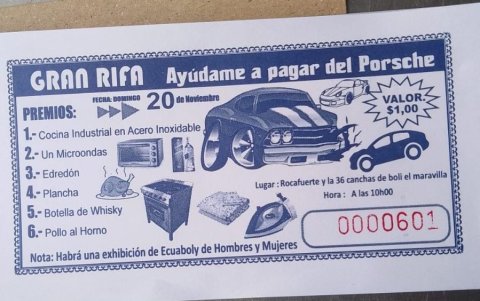 GRAN RIFA Ayúdame a pagar del Porsche
PREMIOS: FECHA: DOMINGO 20 de Noviembre
VALOR. $1,00
1.- Cocina Industrial en Acero Inoxidable
2.- Un Microondas
3.- Edredón
4.- Plancha
5.- Botella de Whisky
6.- Pollo al Horno
Lugar : Rocafuerte y la 36 canchas de boli el maravilla
Hora : A las 10h00
0000601
Nota: Habrá una exhibición de Ecuaboly de Hombres y Mujeres